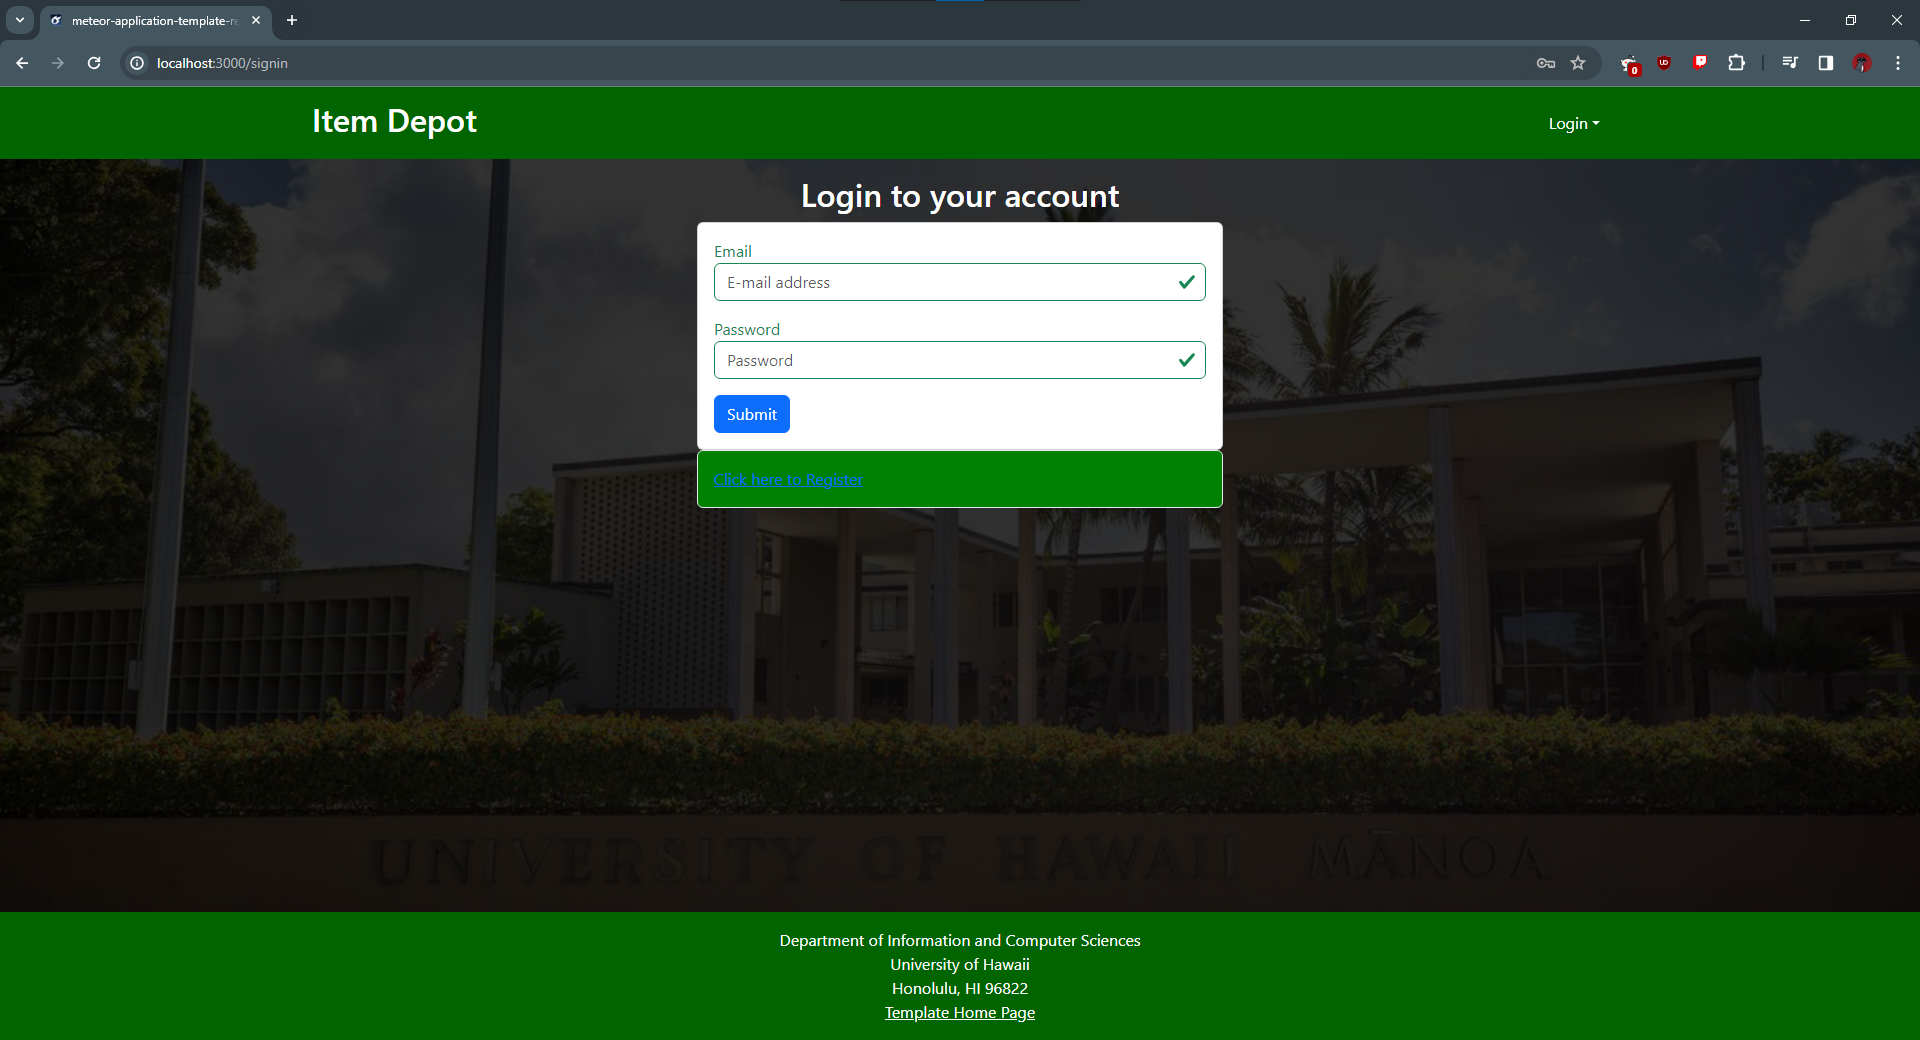 meteor-application-template-re
localhost:3000/signin
0
Item Depot
Login
Login to your account
Email
E-mail address
Password
Password
Submit
Click here to Register
UNIVERSITY OF HAWAII MĀNOA
Department of Information and Computer Sciences
University of Hawaii
Honolulu, HI 96822
Template Home Page